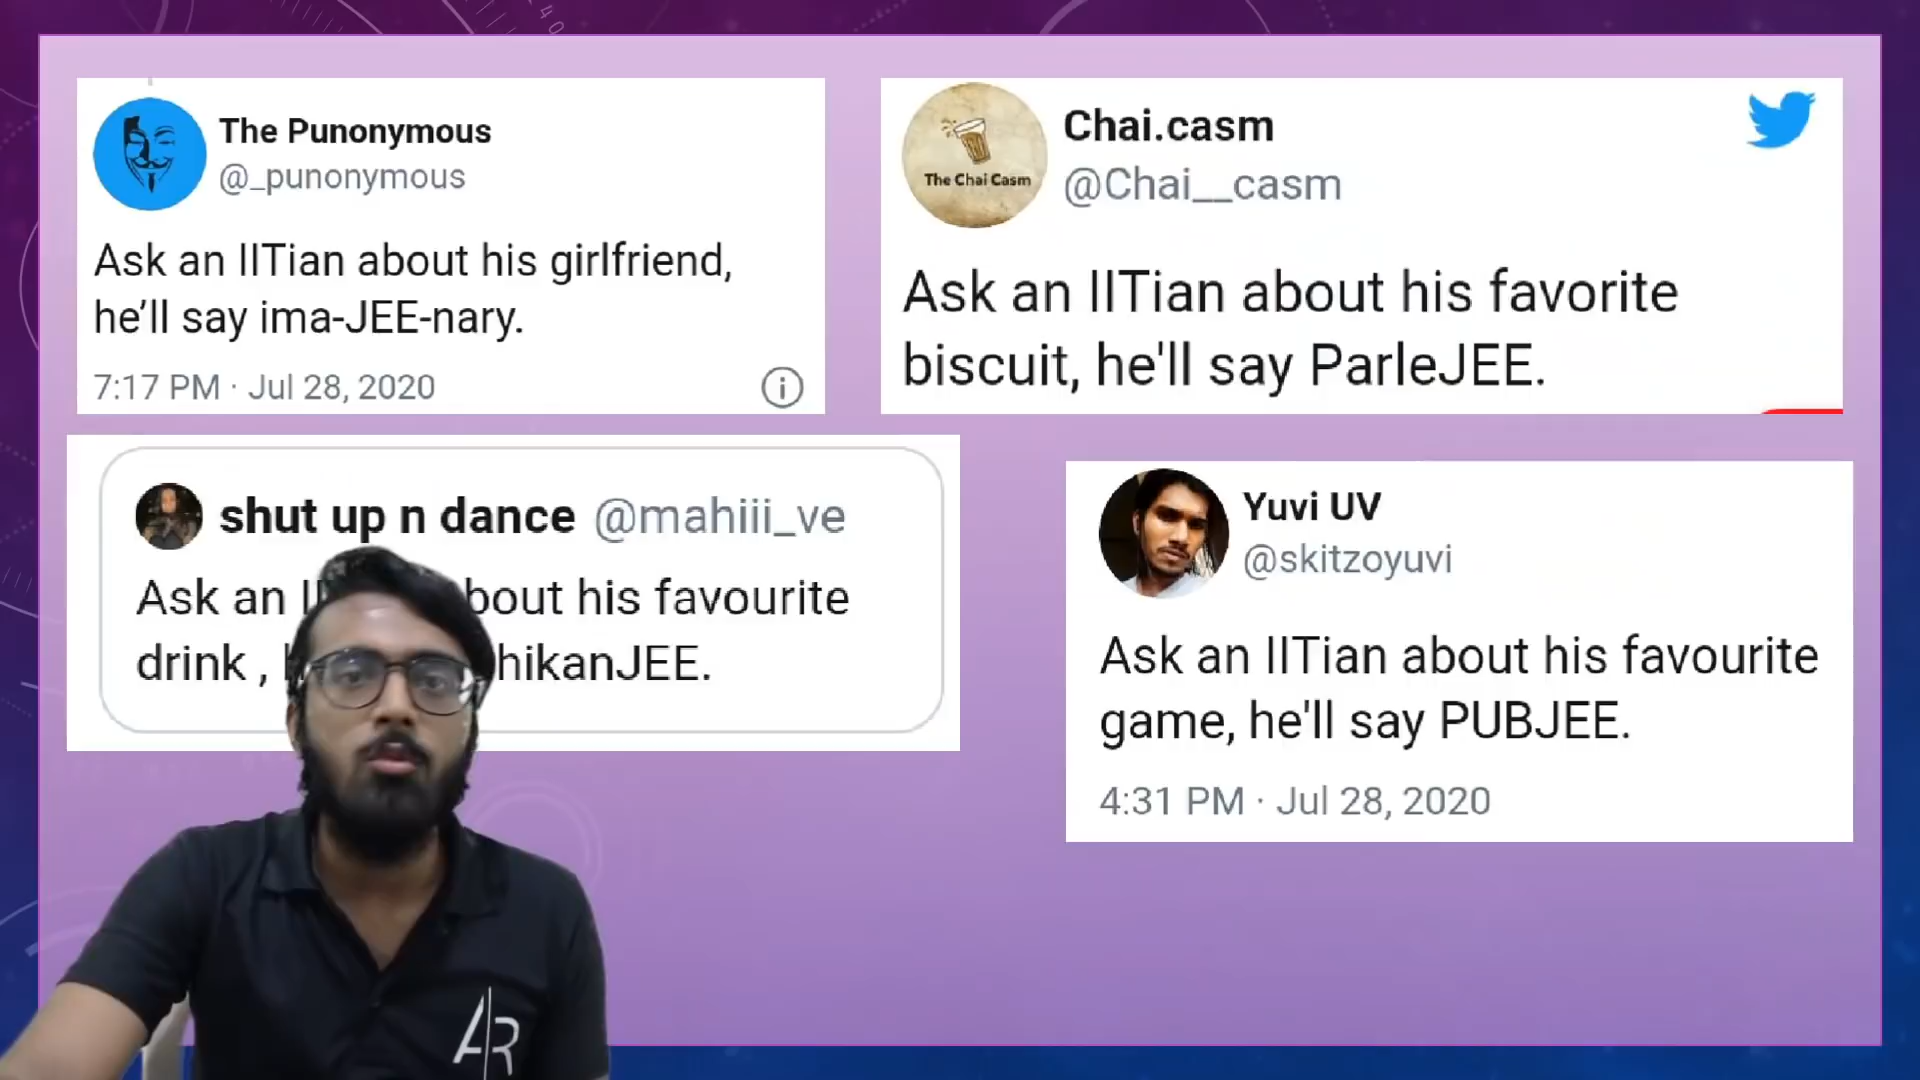 The Punonymous
@_punonymous
Ask an IITian about his girlfriend,
he’ll say ima-JEE-nary.
7:17 PM · Jul 28, 2020
The Chai Casm
Chai.casm
@Chai__casm
Ask an IITian about his favorite
biscuit, he'll say ParleJEE.
shut up n dance @mahiii_ve
Ask an bout his favourite
drink , hikanJEE.
Yuvi UV
@skitzoyuvi
Ask an IITian about his favourite
game, he'll say PUBJEE.
4:31 PM · Jul 28, 2020
AR
40